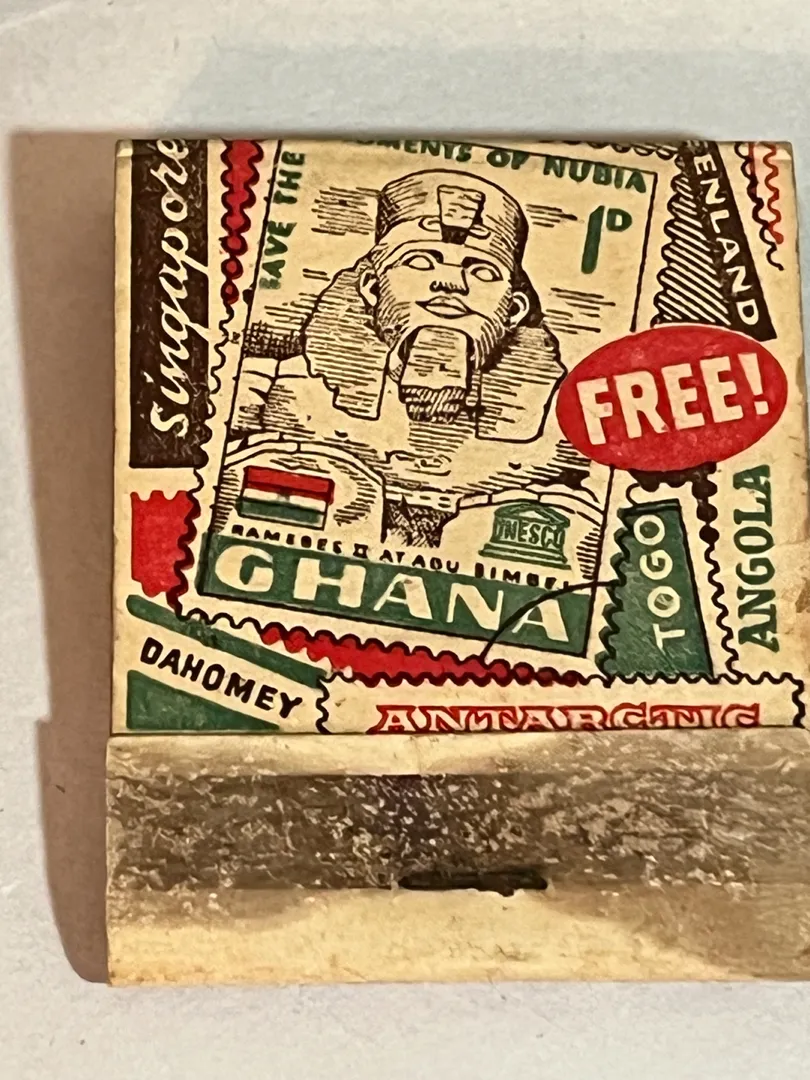 singapore
SAVE THE
MENTS OF NUBIA
1D
ENLAND
FREE!
UNESCO
RAMESES II AT ABU SIMBEL
GHANA
TOGO
ANGOLA
DAHOMEY
ANTARCTIC